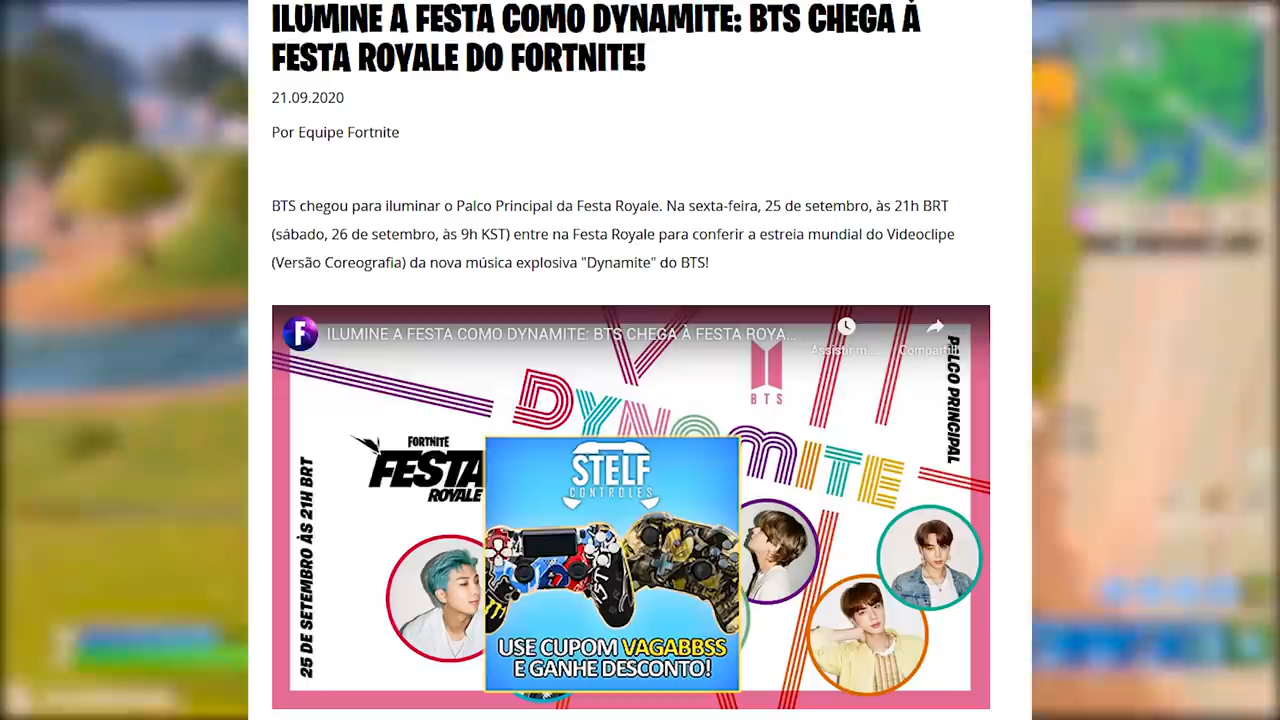 ILUMINE A FESTA COMO DYNAMITE: BTS CHEGA À
FESTA ROYALE DO FORTNITE!
21.09.2020
Por Equipe Fortnite
BTS chegou para iluminar o Palco Principal da Festa Royale. Na sexta-feira, 25 de setembro, às 21h BRT
(sábado, 26 de setembro, às 9h KST) entre na Festa Royale para conferir a estreia mundial do Videoclipe
(Versão Coreografia) da nova música explosiva "Dynamite" do BTS!
F
ILUMINE A FESTA COMO DYNAMITE: BTS CHEGA À FESTA ROYA...
Assistir m...
Compartilh
BTS
DYNAMITE
PALCO PRINCIPAL
FORTNITE
FESTA
ROYALE
25 DE SETEMBRO ÀS 21H BRT
STELF
CONTROLES
USE CUPOM VAGABBSS
E GANHE DESCONTO!